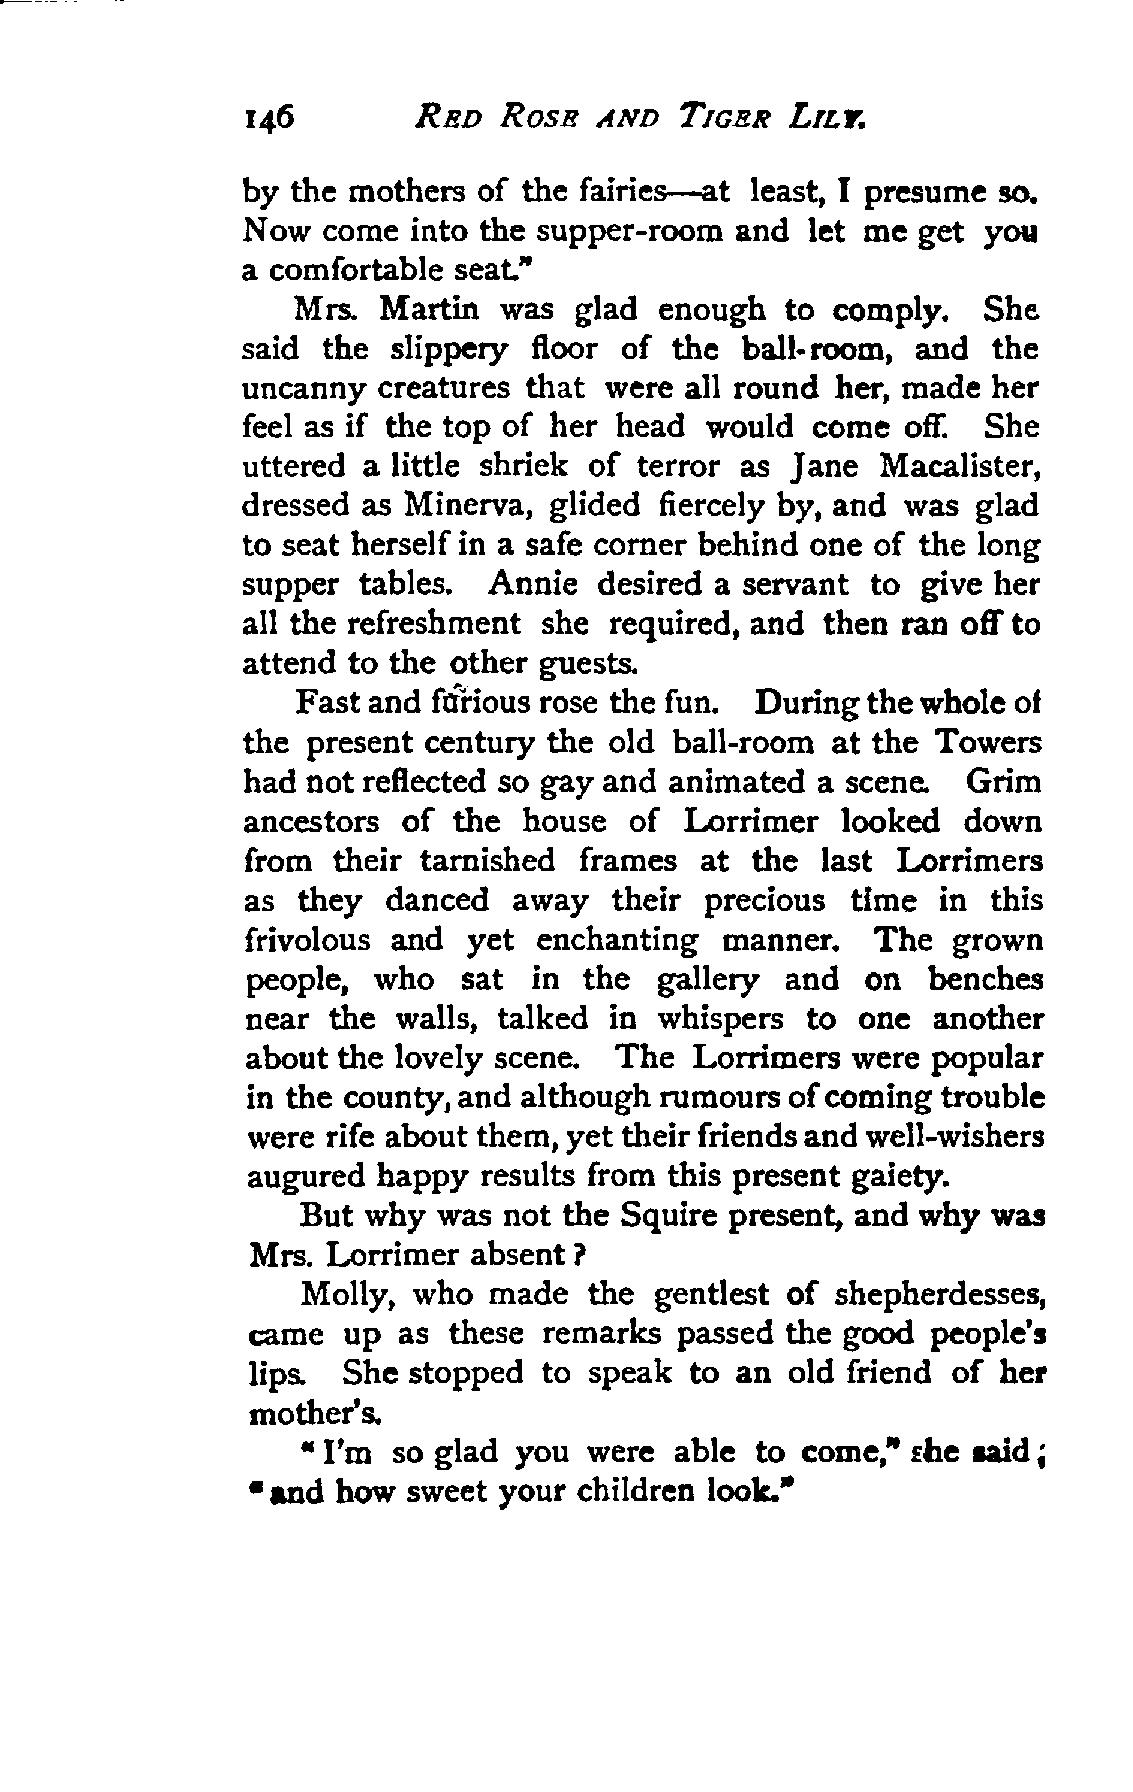 146 RED ROSE AND TIGER LILY.
by the mothers of the fairies—at least, I presume so.
Now come into the supper-room and let me get you
a comfortable seat."
Mrs. Martin was glad enough to comply. She
said the slippery floor of the ball-room, and the
uncanny creatures that were all round her, made her
feel as if the top of her head would come off. She
uttered a little shriek of terror as Jane Macalister,
dressed as Minerva, glided fiercely by, and was glad
to seat herself in a safe corner behind one of the long
supper tables. Annie desired a servant to give her
all the refreshment she required, and then ran off to
attend to the other guests.
Fast and furious rose the fun. During the whole of
the present century the old ball-room at the Towers
had not reflected so gay and animated a scene. Grim
ancestors of the house of Lorrimer looked down
from their tarnished frames at the last Lorrimers
as they danced away their precious time in this
frivolous and yet enchanting manner. The grown
people, who sat in the gallery and on benches
near the walls, talked in whispers to one another
about the lovely scene. The Lorrimers were popular
in the county, and although rumours of coming trouble
were rife about them, yet their friends and well-wishers
augured happy results from this present gaiety.
But why was not the Squire present, and why was
Mrs. Lorrimer absent?
Molly, who made the gentlest of shepherdesses,
came up as these remarks passed the good people's
lips. She stopped to speak to an old friend of her
mother's.
"I'm so glad you were able to come," she said;
"and how sweet your children look."